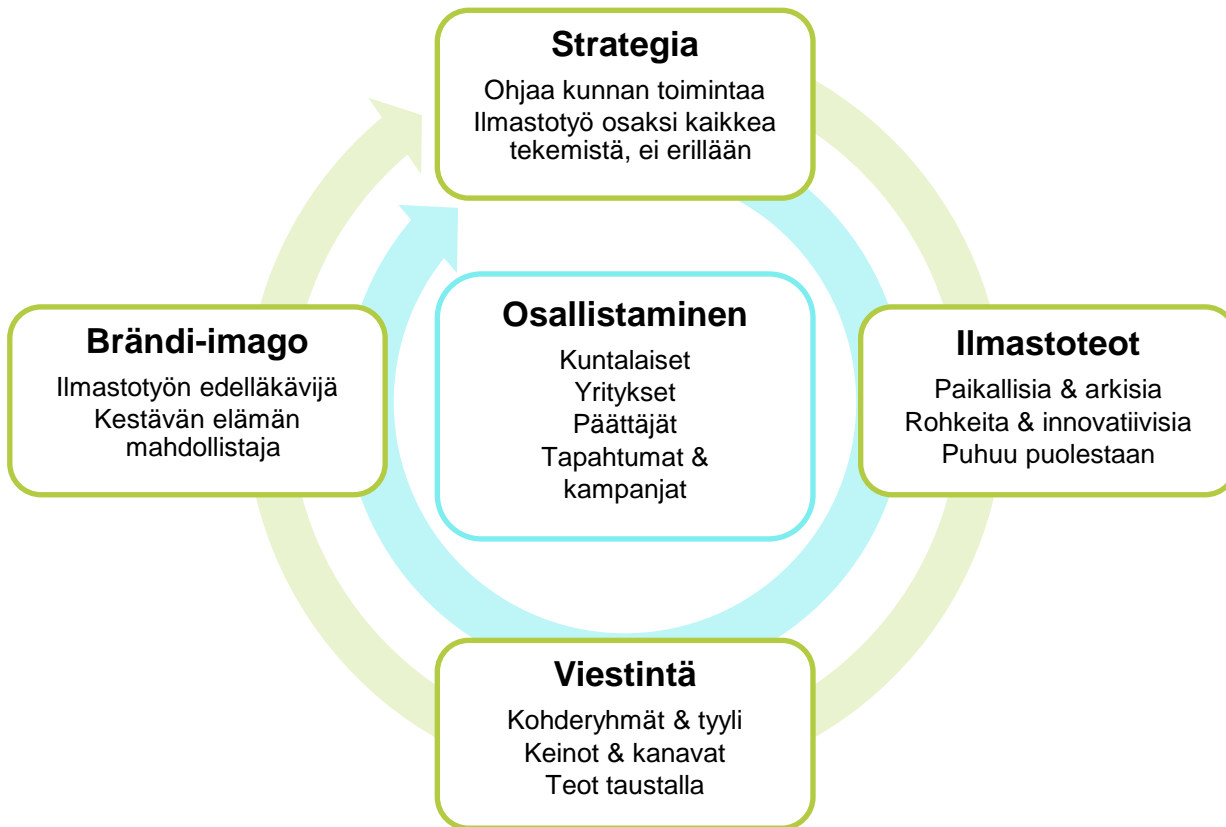 Strategia
Ohjaa kunnan toimintaa
Ilmastotyö osaksi kaikkea
tekemistä, ei erillään
Brändi-imago
Ilmastotyön edelläkävijä
Kestävän elämän
mahdollistaja
Osallistaminen
Kuntalaiset
Yritykset
Päättäjät
Tapahtumat &
kampanjat
Ilmastoteot
Paikallisia & arkisia
Rohkeita & innovatiivisia
Puhuu puolestaan
Viestintä
Kohderyhmät & tyyli
Keinot & kanavat
Teot taustalla